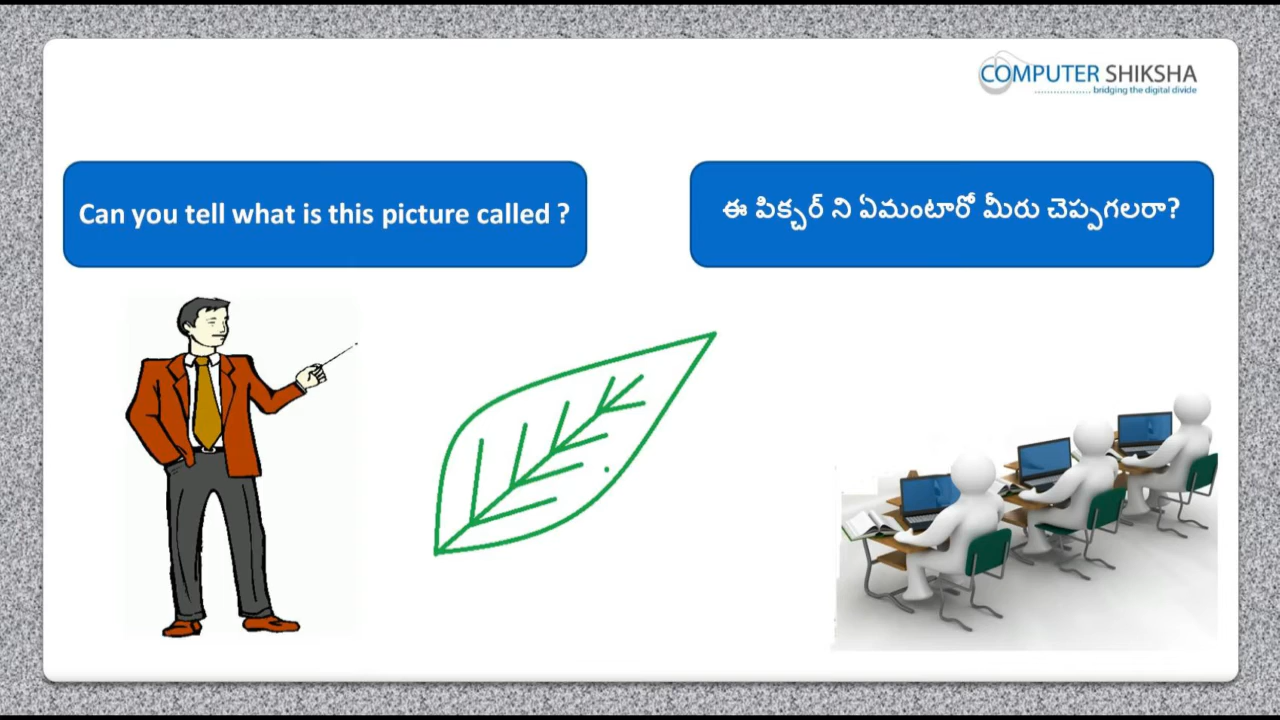 COMPUTER SHIKSHA
bridging the digital divide
Can you tell what is this picture called ?
ఈ పిక్చర్ ని ఏమంటారో మీరు చెప్పగలరా?